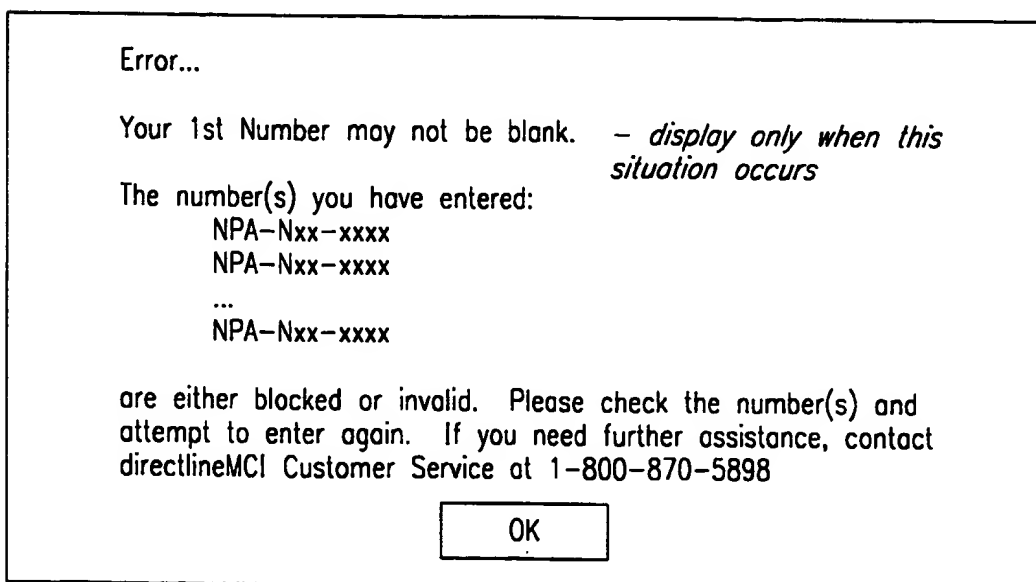 Error...
Your 1st Number may not be blank. – display only when this
situation occurs
The number(s) you have entered:
NPA–Nxx–xxxx
NPA–Nxx–xxxx
...
NPA–Nxx–xxxx
are either blocked or invalid. Please check the number(s) and
attempt to enter again. If you need further assistance, contact
directlineMCI Customer Service at 1–800–870–5898
OK